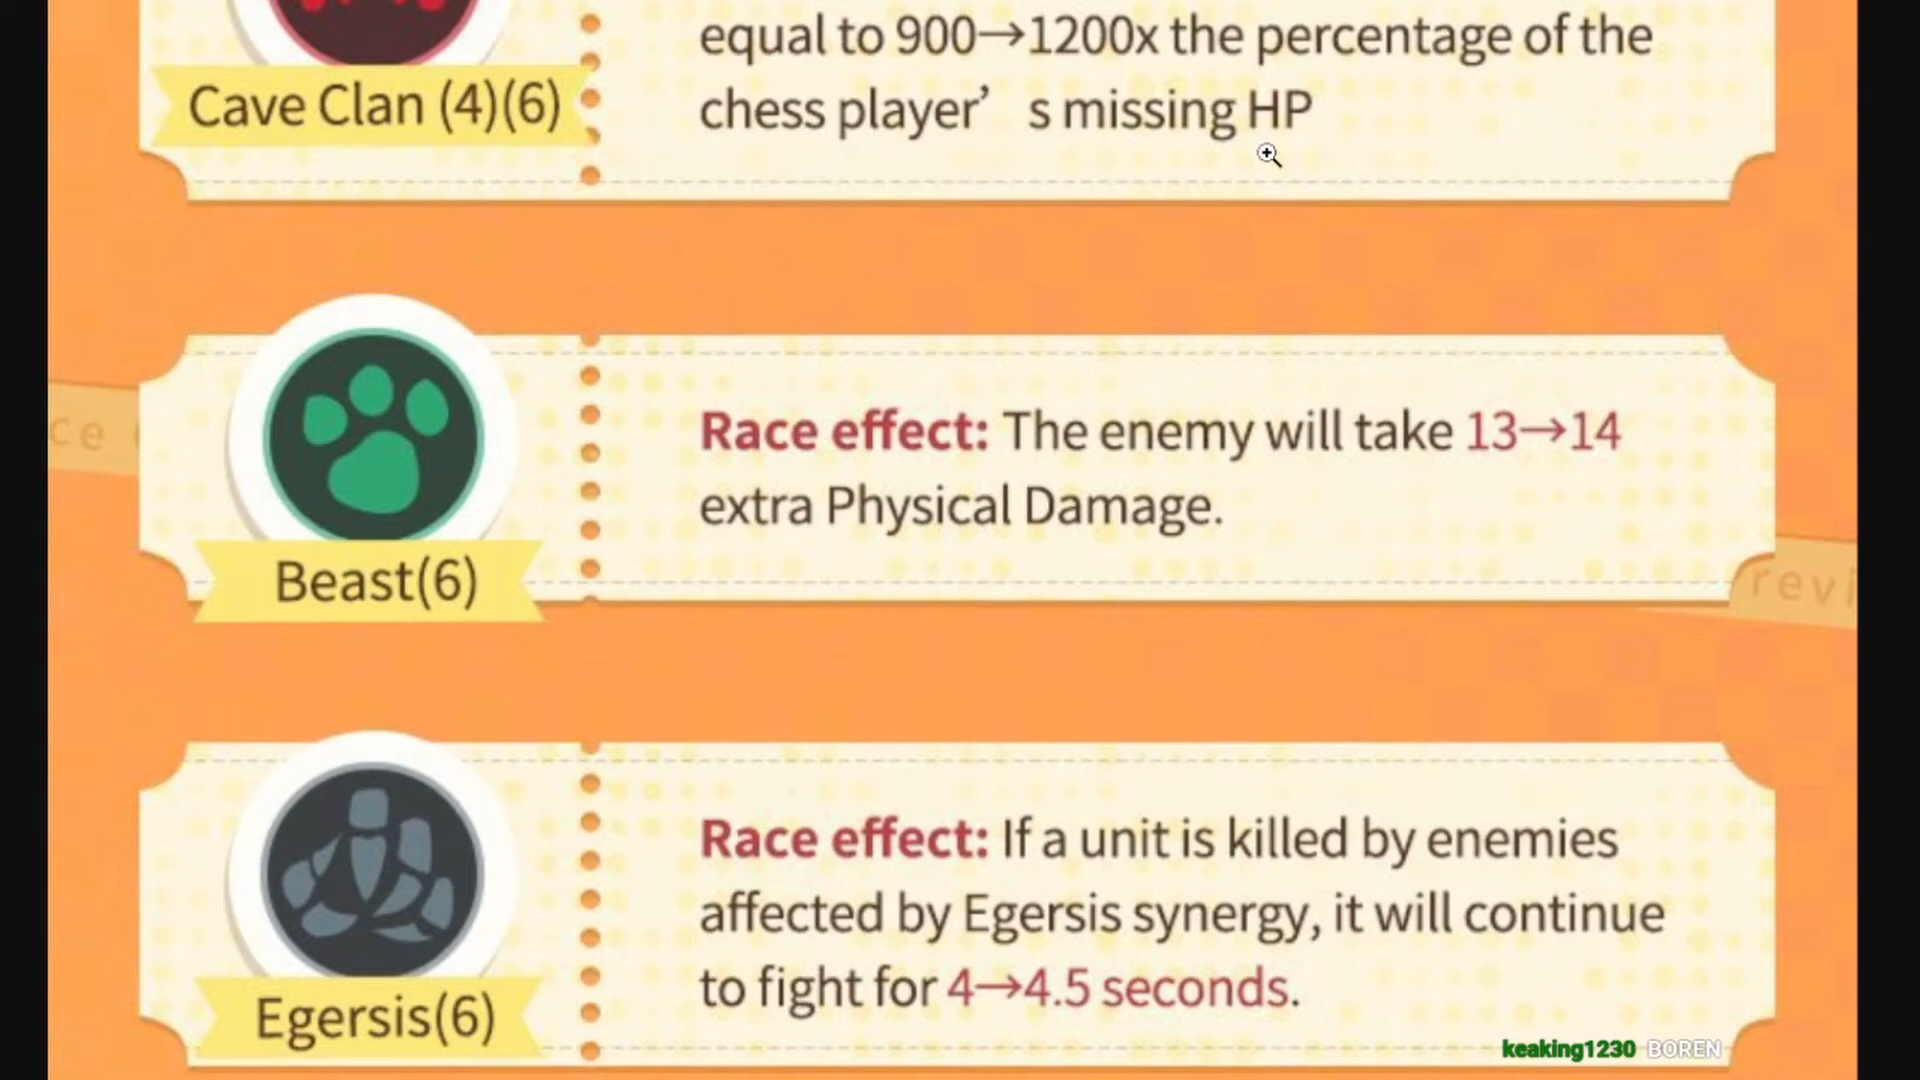 equal to 900→1200x the percentage of the
chess player’ s missing HP
Cave Clan (4)(6)
ce
Race effect: The enemy will take 13→14
extra Physical Damage.
Beast(6)
revi
Race effect: If a unit is killed by enemies
affected by Egersis synergy, it will continue
to fight for 4→4.5 seconds.
Egersis(6)
keaking1230 BOREN